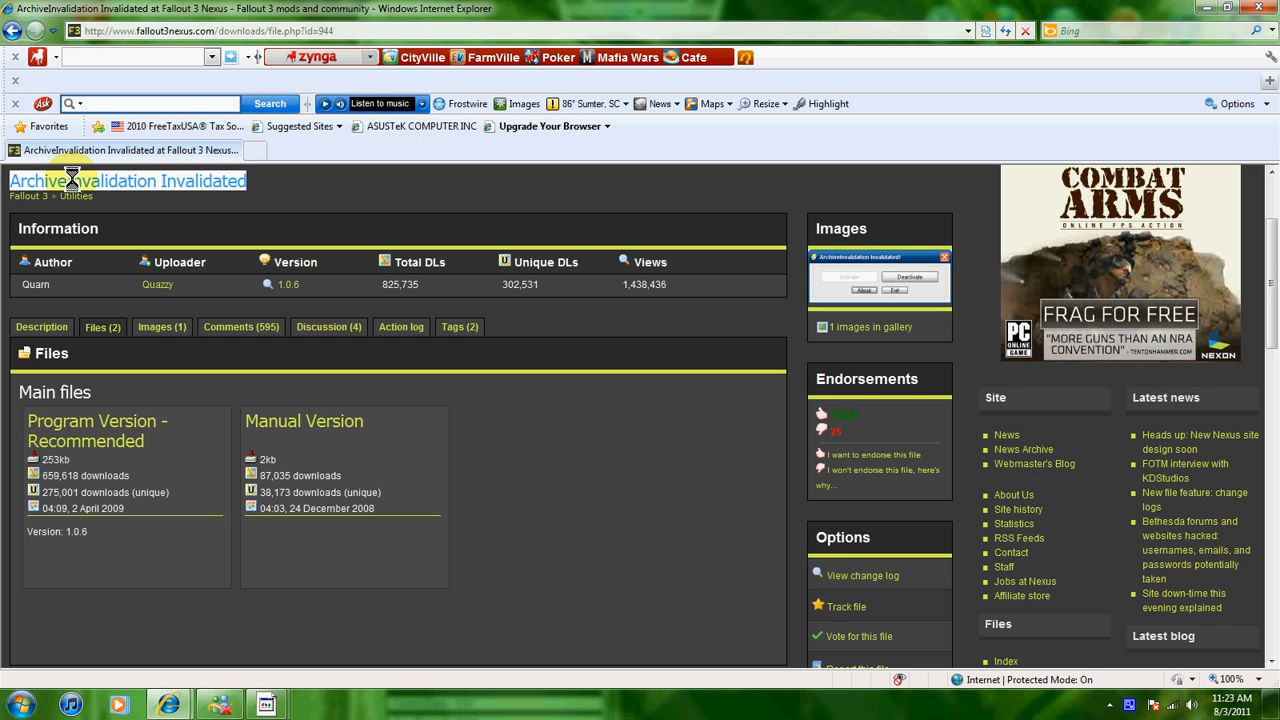 ArchiveInvalidation Invalidated at Fallout 3 Nexus - Fallout 3 mods and community - Windows Internet Explorer
http://www.fallout3nexus.com/downloads/file.php?id=944
Bing
zynga CityVille FarmVille Poker Mafia Wars Cafe
Ask Search Listen to music Frostwire Images 86° Sumter, SC News Maps Resize Highlight Options
Favorites 2010 FreeTaxUSA® Tax So... Suggested Sites ASUSTeK COMPUTER INC Upgrade Your Browser
ArchiveInvalidation Invalidated at Fallout 3 Nexus...
ArchiveInvalidation Invalidated
Fallout 3 » Utilities
Information
Author Uploader Version Total DLs Unique DLs Views
Quarn Quazzy 1.0.6 825,735 302,531 1,438,436
Description Files (2) Images (1) Comments (595) Discussion (4) Action log Tags (2)
Files
Main files
Program Version -
Recommended
253kb
659,618 downloads
275,001 downloads (unique)
04:09, 2 April 2009
Version: 1.0.6
Manual Version
2kb
87,035 downloads
38,173 downloads (unique)
04:03, 24 December 2008
Images
ArchiveInvalidation Invalidated!
Activate Deactivate
About Exit
1 images in gallery
Endorsements
25
I want to endorse this file
I won't endorse this file, here's
why...
Options
View change log
Track file
Vote for this file
Report this file
COMBAT
ARMS
ONLINE FPS ACTION
FRAG FOR FREE
PC
ONLINE
GAME
"MORE GUNS THAN AN NRA
CONVENTION" - TENTONHAMMER.COM
NEXON
Site
News
News Archive
Webmaster's Blog
About Us
Site history
Statistics
RSS Feeds
Contact
Staff
Jobs at Nexus
Affiliate store
Files
Index
Latest news
Heads up: New Nexus site
design soon
FOTM interview with
KDStudios
New file feature: change
logs
Bethesda forums and
websites hacked:
usernames, emails, and
passwords potentially
taken
Site down-time this
evening explained
Latest blog
Internet | Protected Mode: On
100%
11:23 AM
8/3/2011